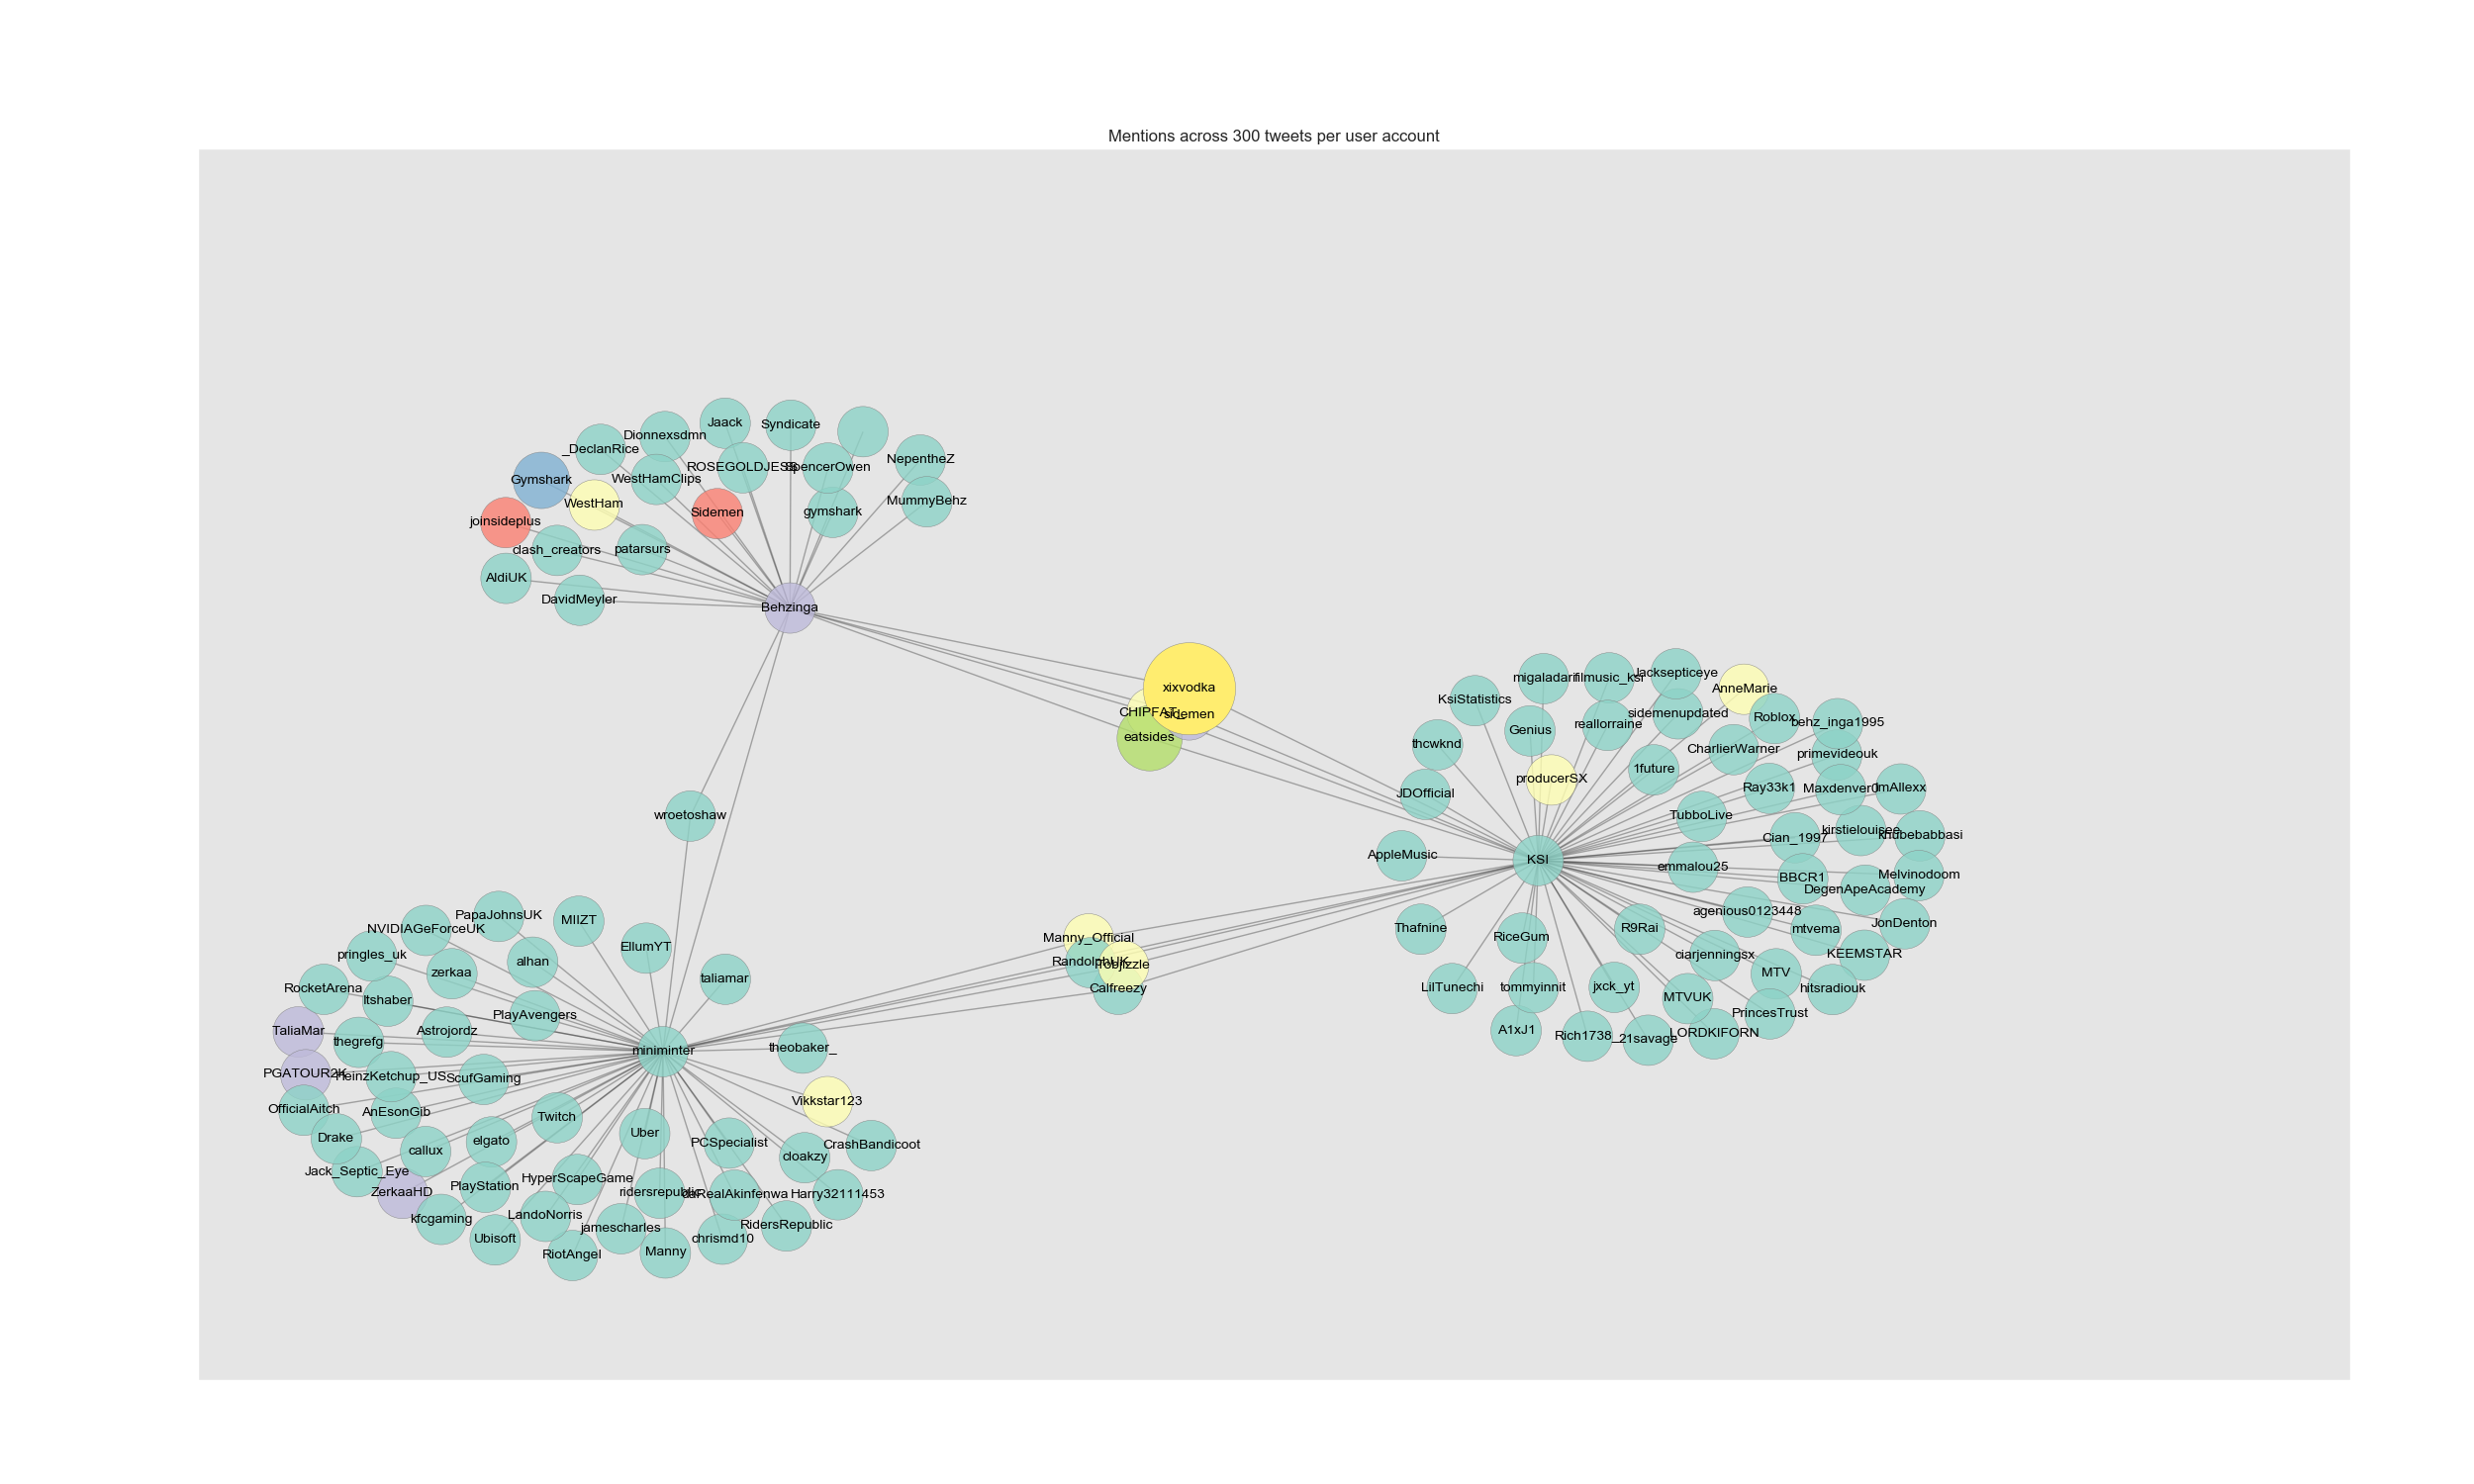 Mentions across 300 tweets per user account
Jaack
Syndicate
Dionnexsdmn
_DeclanRice
NepentheZ
ROSEGOLDJESS
SpencerOwen
Gymshark
WestHamClips
WestHam
MummyBehz
Sidemen
gymshark
joinsideplus
clash_creators
patarsurs
AldiUK
DavidMeyler
Behzinga
xixvodka
CHIPFAT_
sidemen
eatsides
wroetoshaw
migaladari
filmusic_ksi
Jacksepticeye
AnneMarie
KsiStatistics
sidemenupdated
Roblox
behz_inga1995
Genius
reallorraine
thcwknd
CharlierWarner
primevideouk
1future
producerSX
JDOfficial
Ray33k1
Maxdenver0
ImAllexx
TubboLive
Cian_1997
kirstielouisee
khubebabbasi
AppleMusic
KSI
emmalou25
BBCR1
Melvinodoom
DegenApeAcademy
agenious0123448
JonDenton
Thafnine
RiceGum
R9Rai
mtvema
ciarjenningsx
KEEMSTAR
MTV
LilTunechi
tommyinnit
jxck_yt
MTVUK
hitsradiouk
PrincesTrust
A1xJ1
Rich1738_
_21savage
LORDKIFORN
Manny_Official
RandolphUK
Tobjizzle
Calfreezy
PapaJohnsUK
MIIZT
NVIDIAGeForceUK
EllumYT
pringles_uk
alhan
zerkaa
taliamar
RocketArena
Itshaber
PlayAvengers
TaliaMar
Astrojordz
thegrefg
miniminter
theobaker_
PGATOUR2K
HeinzKetchup_US
ScufGaming
OfficialAitch
AnEsonGib
Vikkstar123
Twitch
Drake
Uber
elgato
PCSpecialist
CrashBandicoot
callux
cloakzy
Jack_Septic_Eye
HyperScapeGame
PlayStation
ZerkaaHD
ridersrepublic
daRealAkinfenwa
Harry32111453
kfcgaming
LandoNorris
jamescharles
RidersRepublic
Ubisoft
chrismd10
RiotAngel
Manny